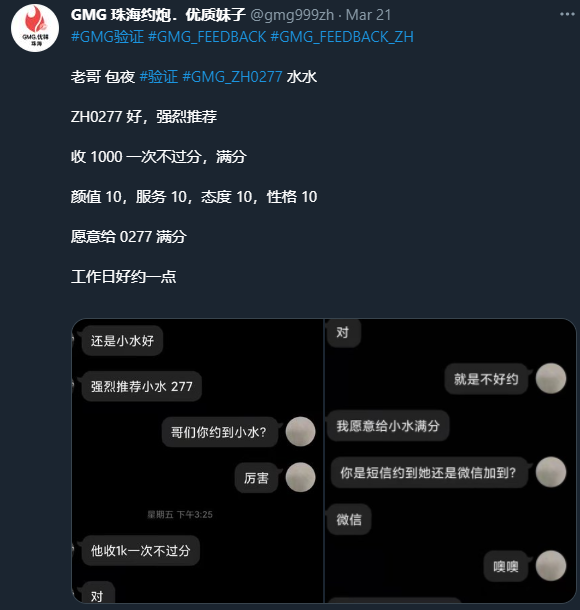 GMG 珠海约炮．优质妹子 @gmg999zh · Mar 21
GMG.优骑
珠海
#GMG验证 #GMG_FEEDBACK #GMG_FEEDBACK_ZH
老哥 包夜 #验证 #GMG_ZH0277 水水
ZH0277 好，强烈推荐
收 1000 一次不过分，满分
颜值 10，服务 10，态度 10，性格 10
愿意给 0277 满分
工作日好约一点
还是小水好
强烈推荐小水 277
哥们你约到小水?
厉害
星期五 下午3:25
他收1k一次不过分
对
对
就是不好约
我愿意给小水满分
你是短信约到她还是微信加到?
微信
噢噢